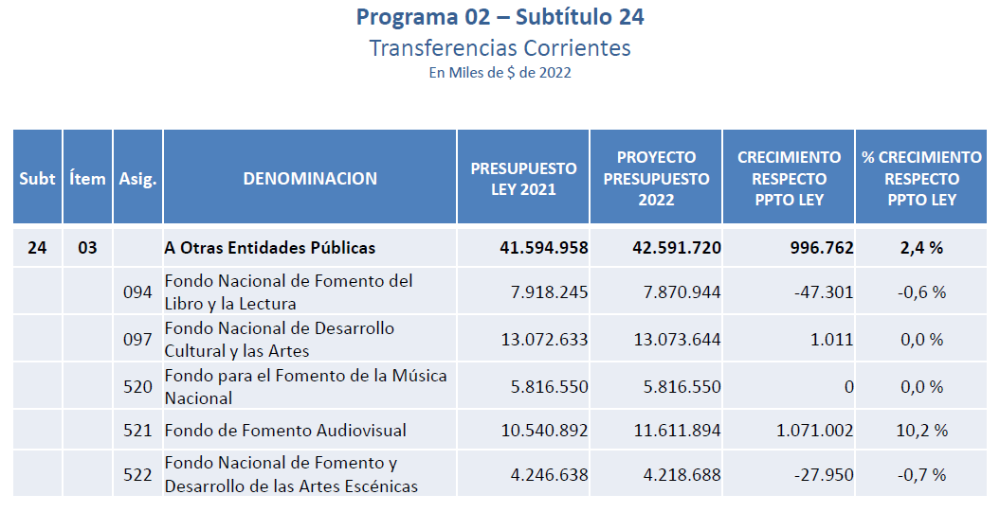 Programa 02 – Subtítulo 24
Transferencias Corrientes
En Miles de $ de 2022
Subt Ítem Asig. DENOMINACION PRESUPUESTO LEY 2021 PROYECTO PRESUPUESTO 2022 CRECIMIENTO RESPECTO PPTO LEY % CRECIMIENTO RESPECTO PPTO LEY
24 03 A Otras Entidades Públicas 41.594.958 42.591.720 996.762 2,4 %
094 Fondo Nacional de Fomento del Libro y la Lectura 7.918.245 7.870.944 -47.301 -0,6 %
097 Fondo Nacional de Desarrollo Cultural y las Artes 13.072.633 13.073.644 1.011 0,0 %
520 Fondo para el Fomento de la Música Nacional 5.816.550 5.816.550 0 0,0 %
521 Fondo de Fomento Audiovisual 10.540.892 11.611.894 1.071.002 10,2 %
522 Fondo Nacional de Fomento y Desarrollo de las Artes Escénicas 4.246.638 4.218.688 -27.950 -0,7 %